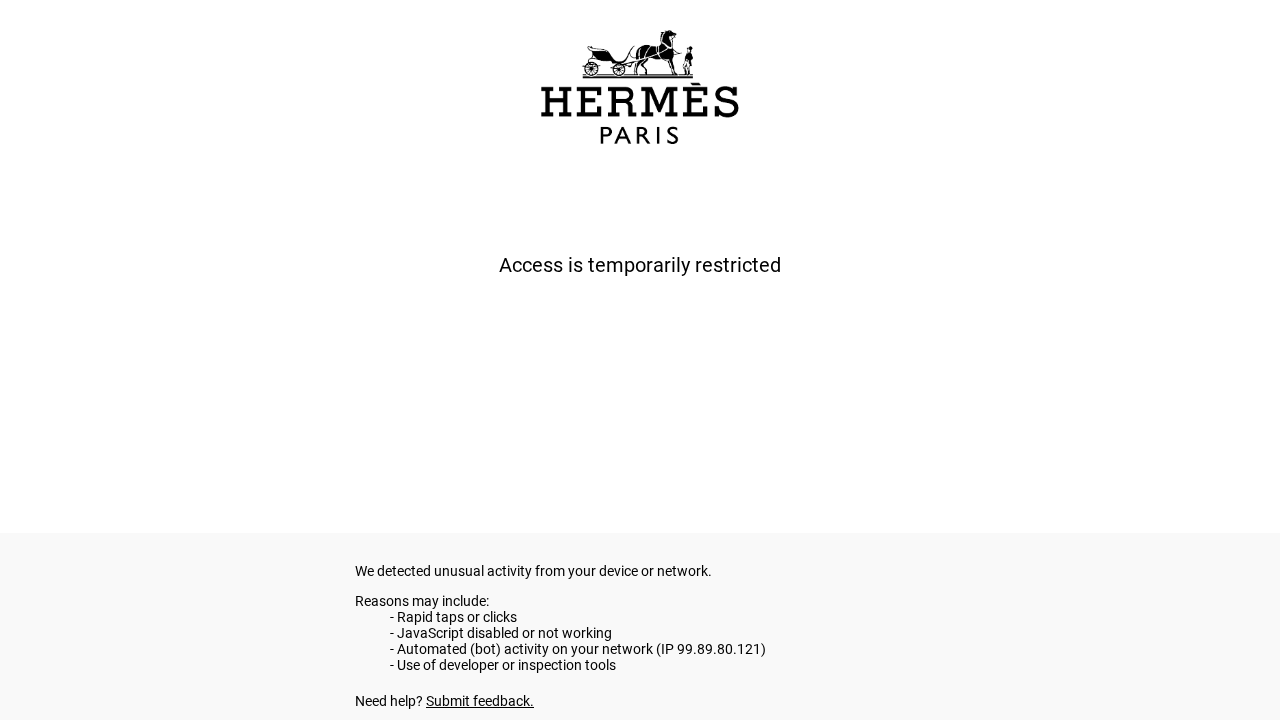 HERMÈS
PARIS
Access is temporarily restricted
We detected unusual activity from your device or network.
Reasons may include:
- Rapid taps or clicks
- JavaScript disabled or not working
- Automated (bot) activity on your network (IP 99.89.80.121)
- Use of developer or inspection tools
Need help? Submit feedback.